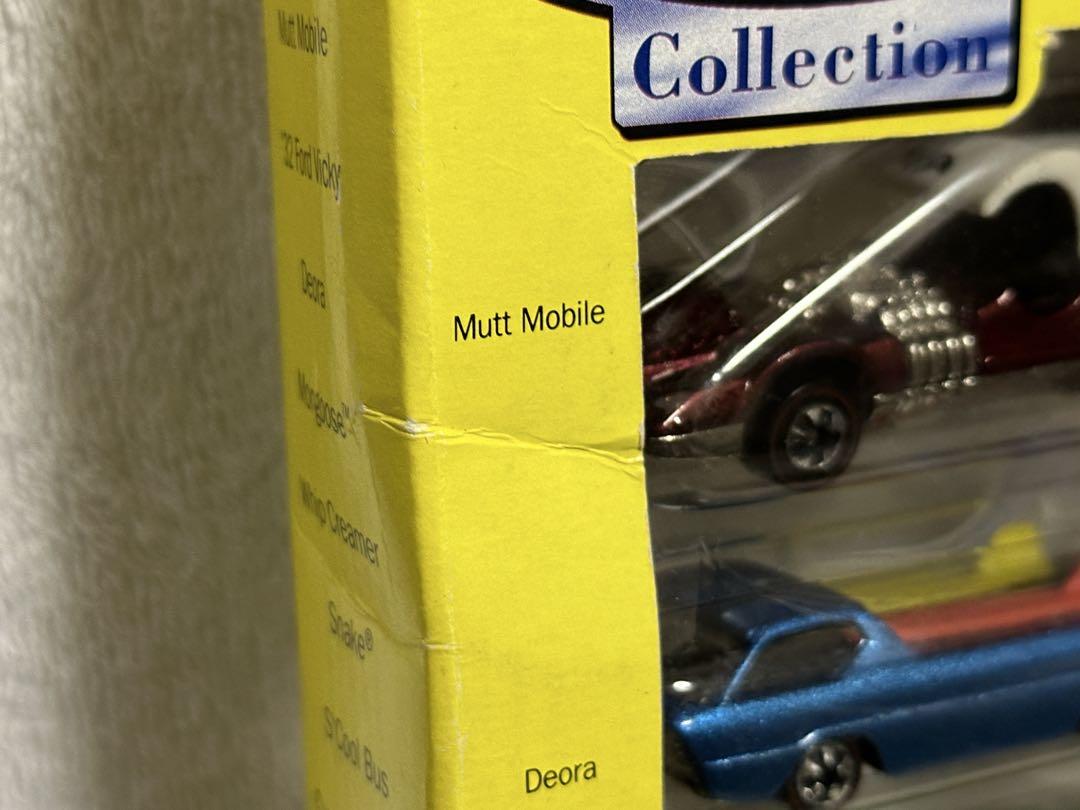 Collection
Mutt Mobile
'32 Ford Vicky
Deora
Mongoose™
Whip Creamer
Snake®
S'Cool Bus
Mutt Mobile
Deora